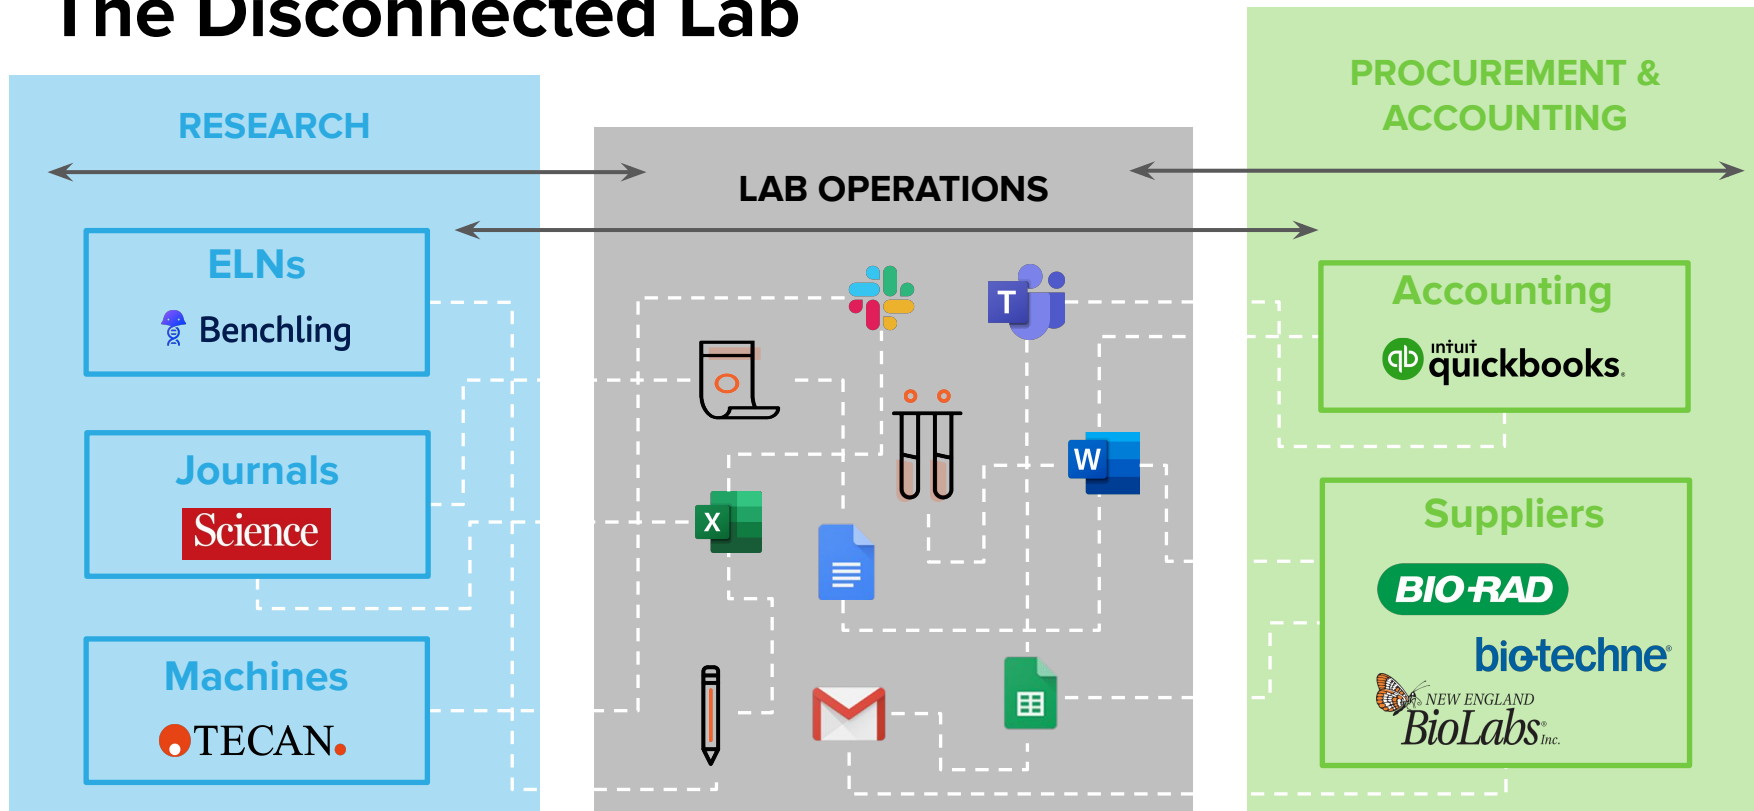 The Disconnected Lab
RESEARCH
ELNs
Benchling
Journals
Science
Machines
TECAN.
LAB OPERATIONS
T
W
X
PROCUREMENT &
ACCOUNTING
Accounting
qb intuit
quickbooks.
Suppliers
BIO-RAD
bio-techne®
NEW ENGLAND
BioLabs® Inc.